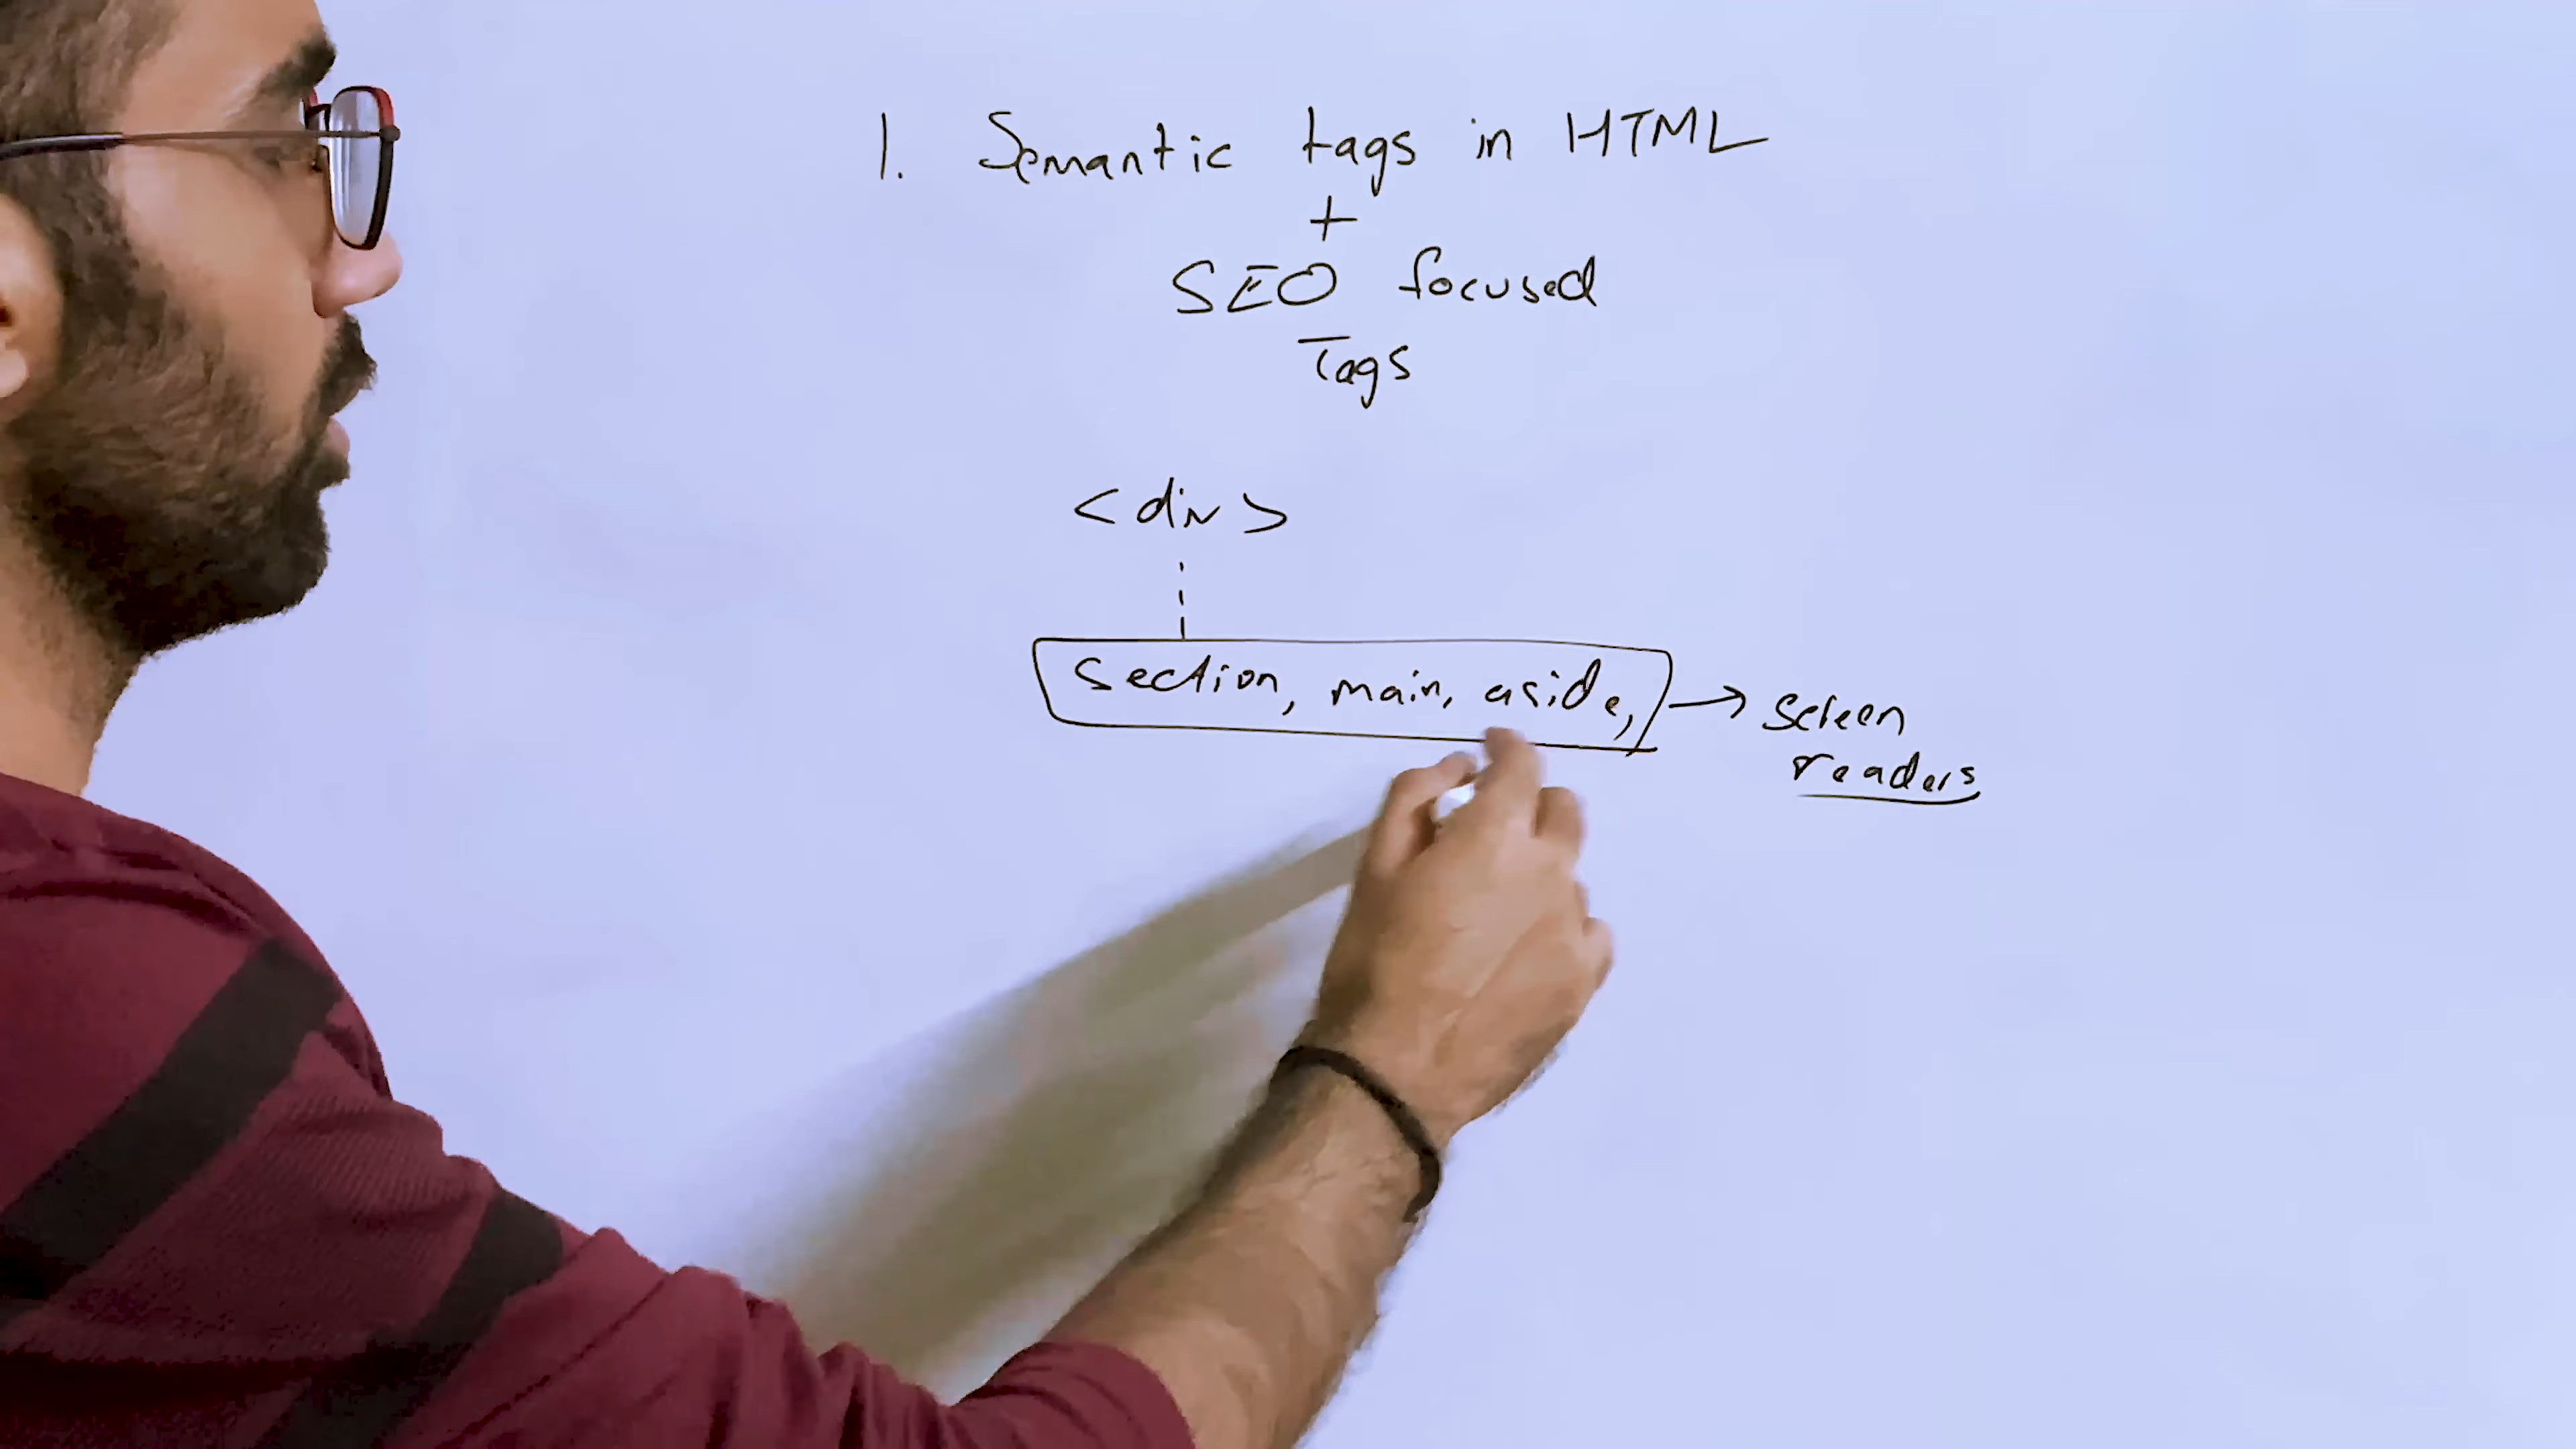 1. Semantic tags in HTML
+
SEO focused
Tags
<div>
section, main, aside, → screen
readers